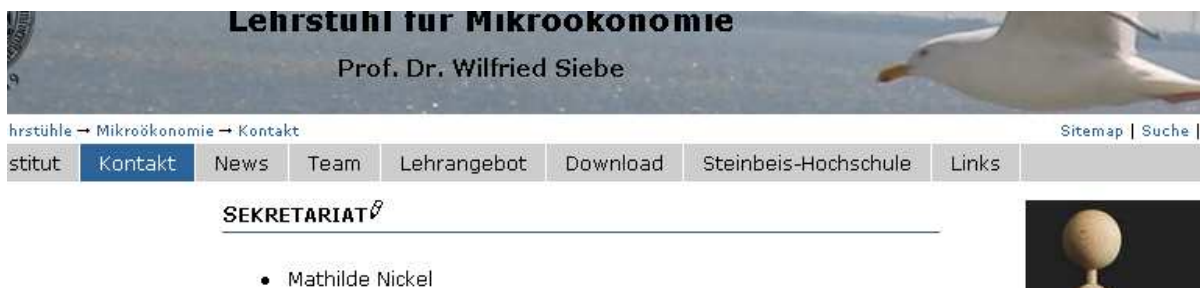 Lehrstuhl für Mikroökonomie
Prof. Dr. Wilfried Siebe
hrstühle → Mikroökonomie → Kontakt Sitemap | Suche |
stitut Kontakt News Team Lehrangebot Download Steinbeis-Hochschule Links
SEKRETARIAT
• Mathilde Nickel